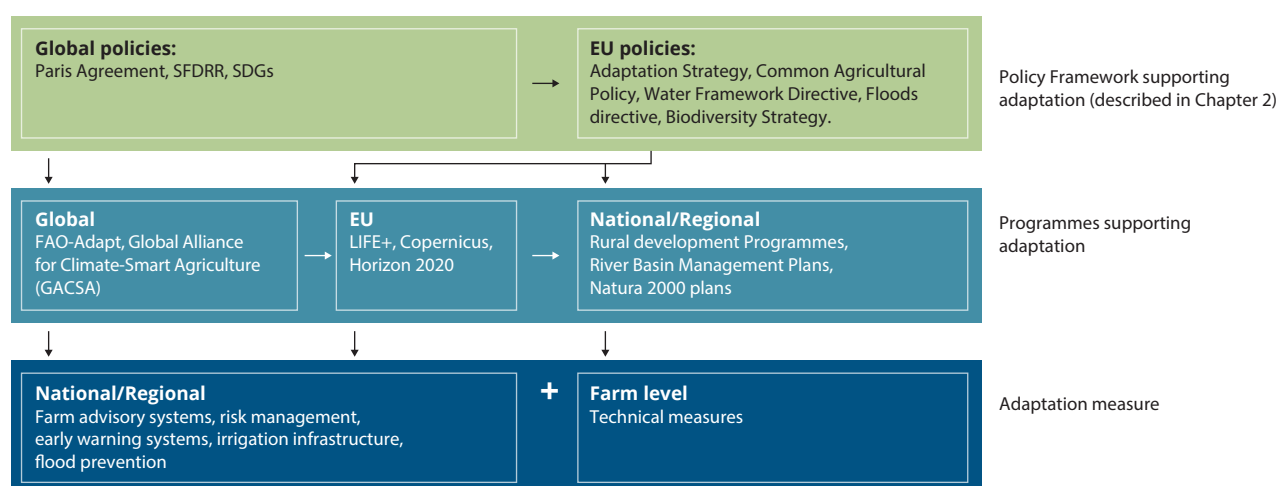 Global policies:
Paris Agreement, SFDRR, SDGs
EU policies:
Adaptation Strategy, Common Agricultural
Policy, Water Framework Directive, Floods
directive, Biodiversity Strategy.
Policy Framework supporting
adaptation (described in Chapter 2)
Global
FAO-Adapt, Global Alliance
for Climate-Smart Agriculture
(GACSA)
EU
LIFE+, Copernicus,
Horizon 2020
National/Regional
Rural development Programmes,
River Basin Management Plans,
Natura 2000 plans
Programmes supporting
adaptation
National/Regional
Farm advisory systems, risk management,
early warning systems, irrigation infrastructure,
flood prevention
+
Farm level
Technical measures
Adaptation measure